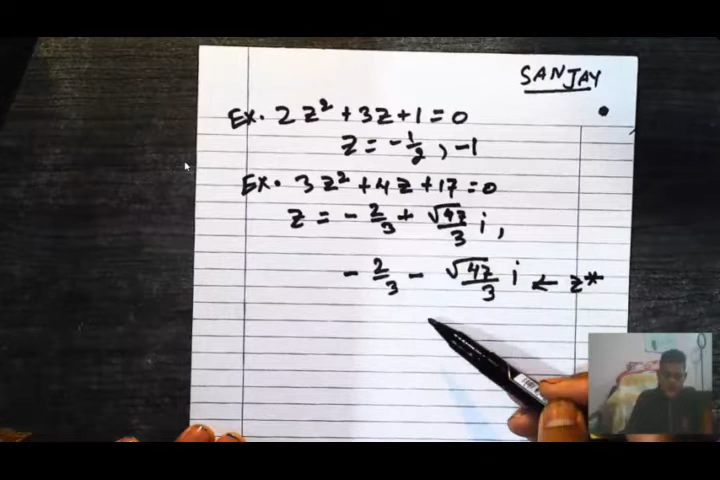 SANJAY
Ex. 2z² + 3z + 1 = 0
z = -1/2, -1
Ex. 3z² + 4z + 17 = 0
z = -2/3 + √47/3 i,
-2/3 - √47/3 i ← z*